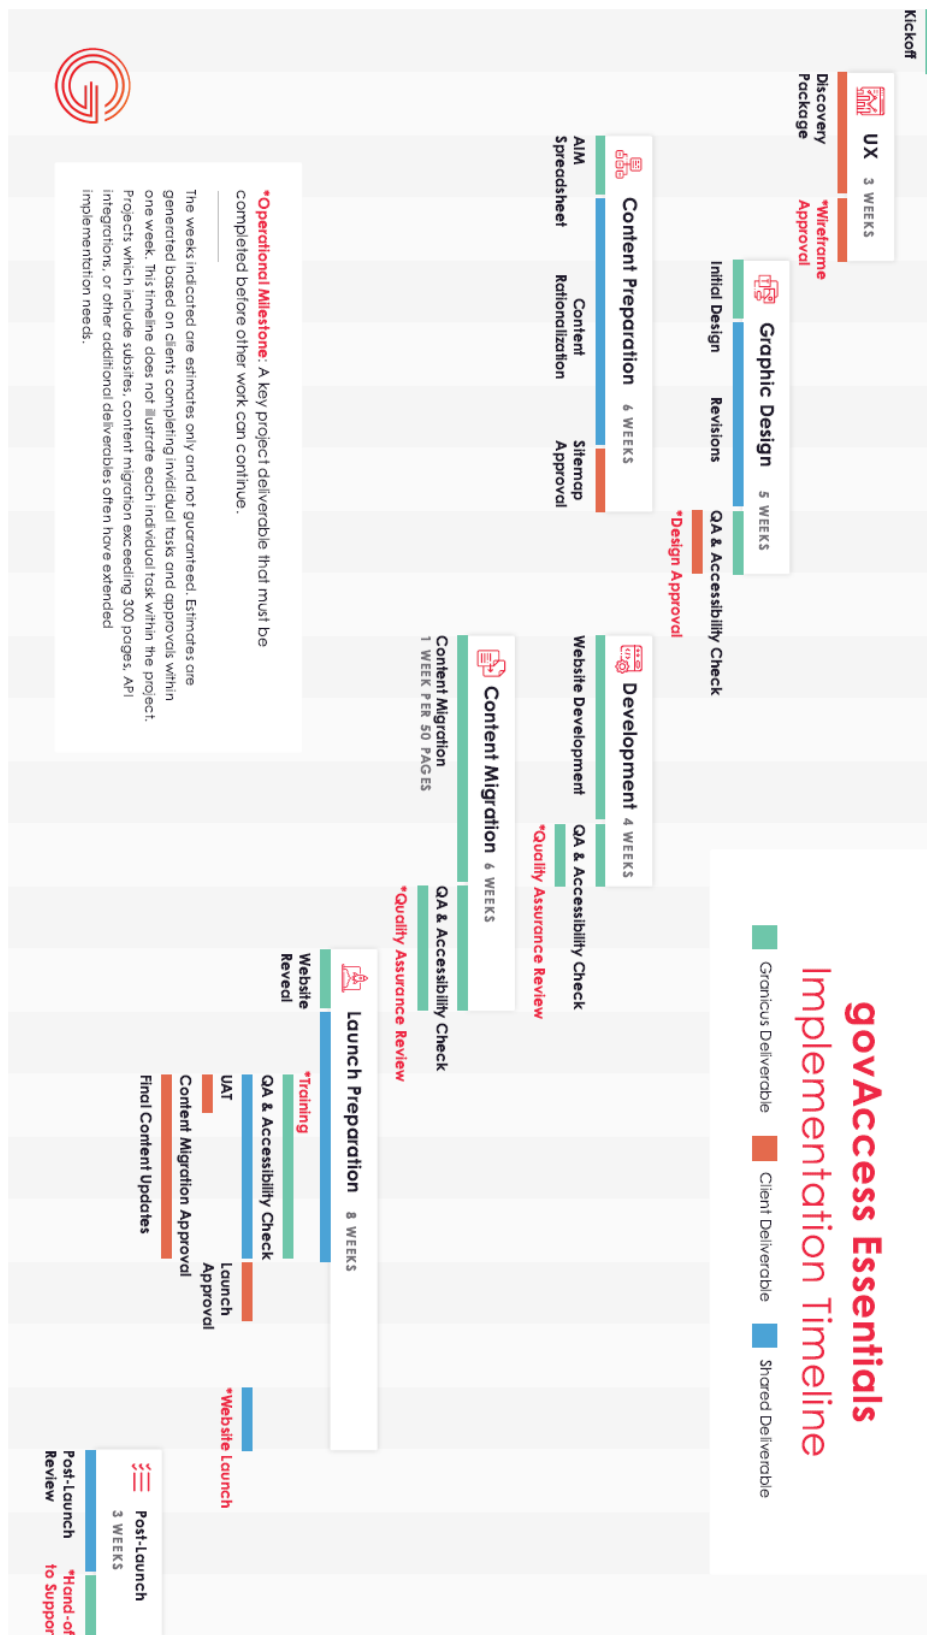 govAccess Essentials
Implementation Timeline
Granicus Deliverable
Client Deliverable
Shared Deliverable
Kickoff
UX 3 WEEKS
Discovery
Package
*Wireframe
Approval
Graphic Design 5 WEEKS
Initial Design
Revisions
QA & Accessibility Check
*Design Approval
Content Preparation 6 WEEKS
AIM
Spreadsheet
Content
Rationalization
Sitemap
Approval
Development 4 WEEKS
Website Development
QA & Accessibility Check
*Quality Assurance Review
Content Migration 6 WEEKS
Content Migration
1 WEEK PER 50 PAGES
QA & Accessibility Check
*Quality Assurance Review
Launch Preparation 8 WEEKS
Website
Reveal
*Training
QA & Accessibility Check
UAT
Content Migration Approval
Final Content Updates
Launch
Approval
*Website Launch
Post-Launch
3 WEEKS
Post-Launch
Review
*Hand-of
to Suppor
*Operational Milestone: A key project deliverable that must be
completed before other work can continue.
The weeks indicated are estimates only and not guaranteed. Estimates are
generated based on clients completing invididual tasks and approvals within
one week. This timeline does not illustrate each individual task within the project.
Projects which include subsites, content migration exceeding 300 pages, API
integrations, or other additional deliverables often have extended
implementation needs.